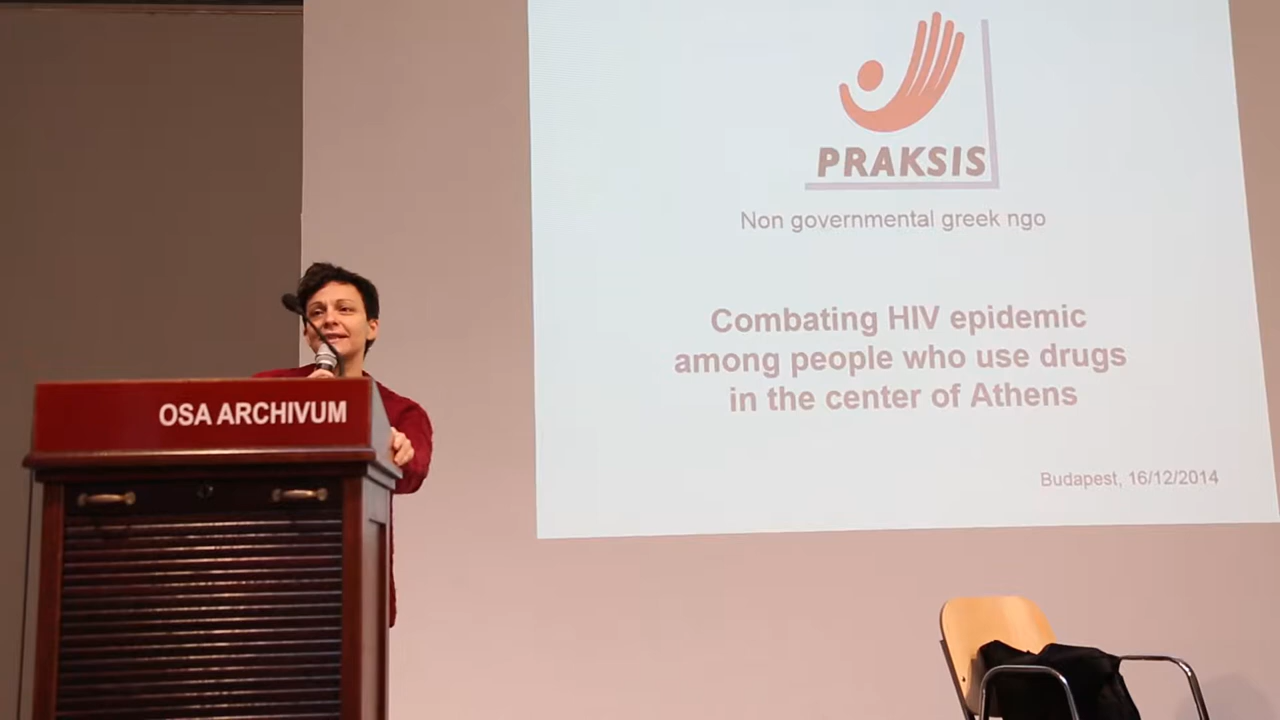 PRAKSIS
Non governmental greek ngo
Combating HIV epidemic
among people who use drugs
in the center of Athens
Budapest, 16/12/2014
OSA ARCHIVUM